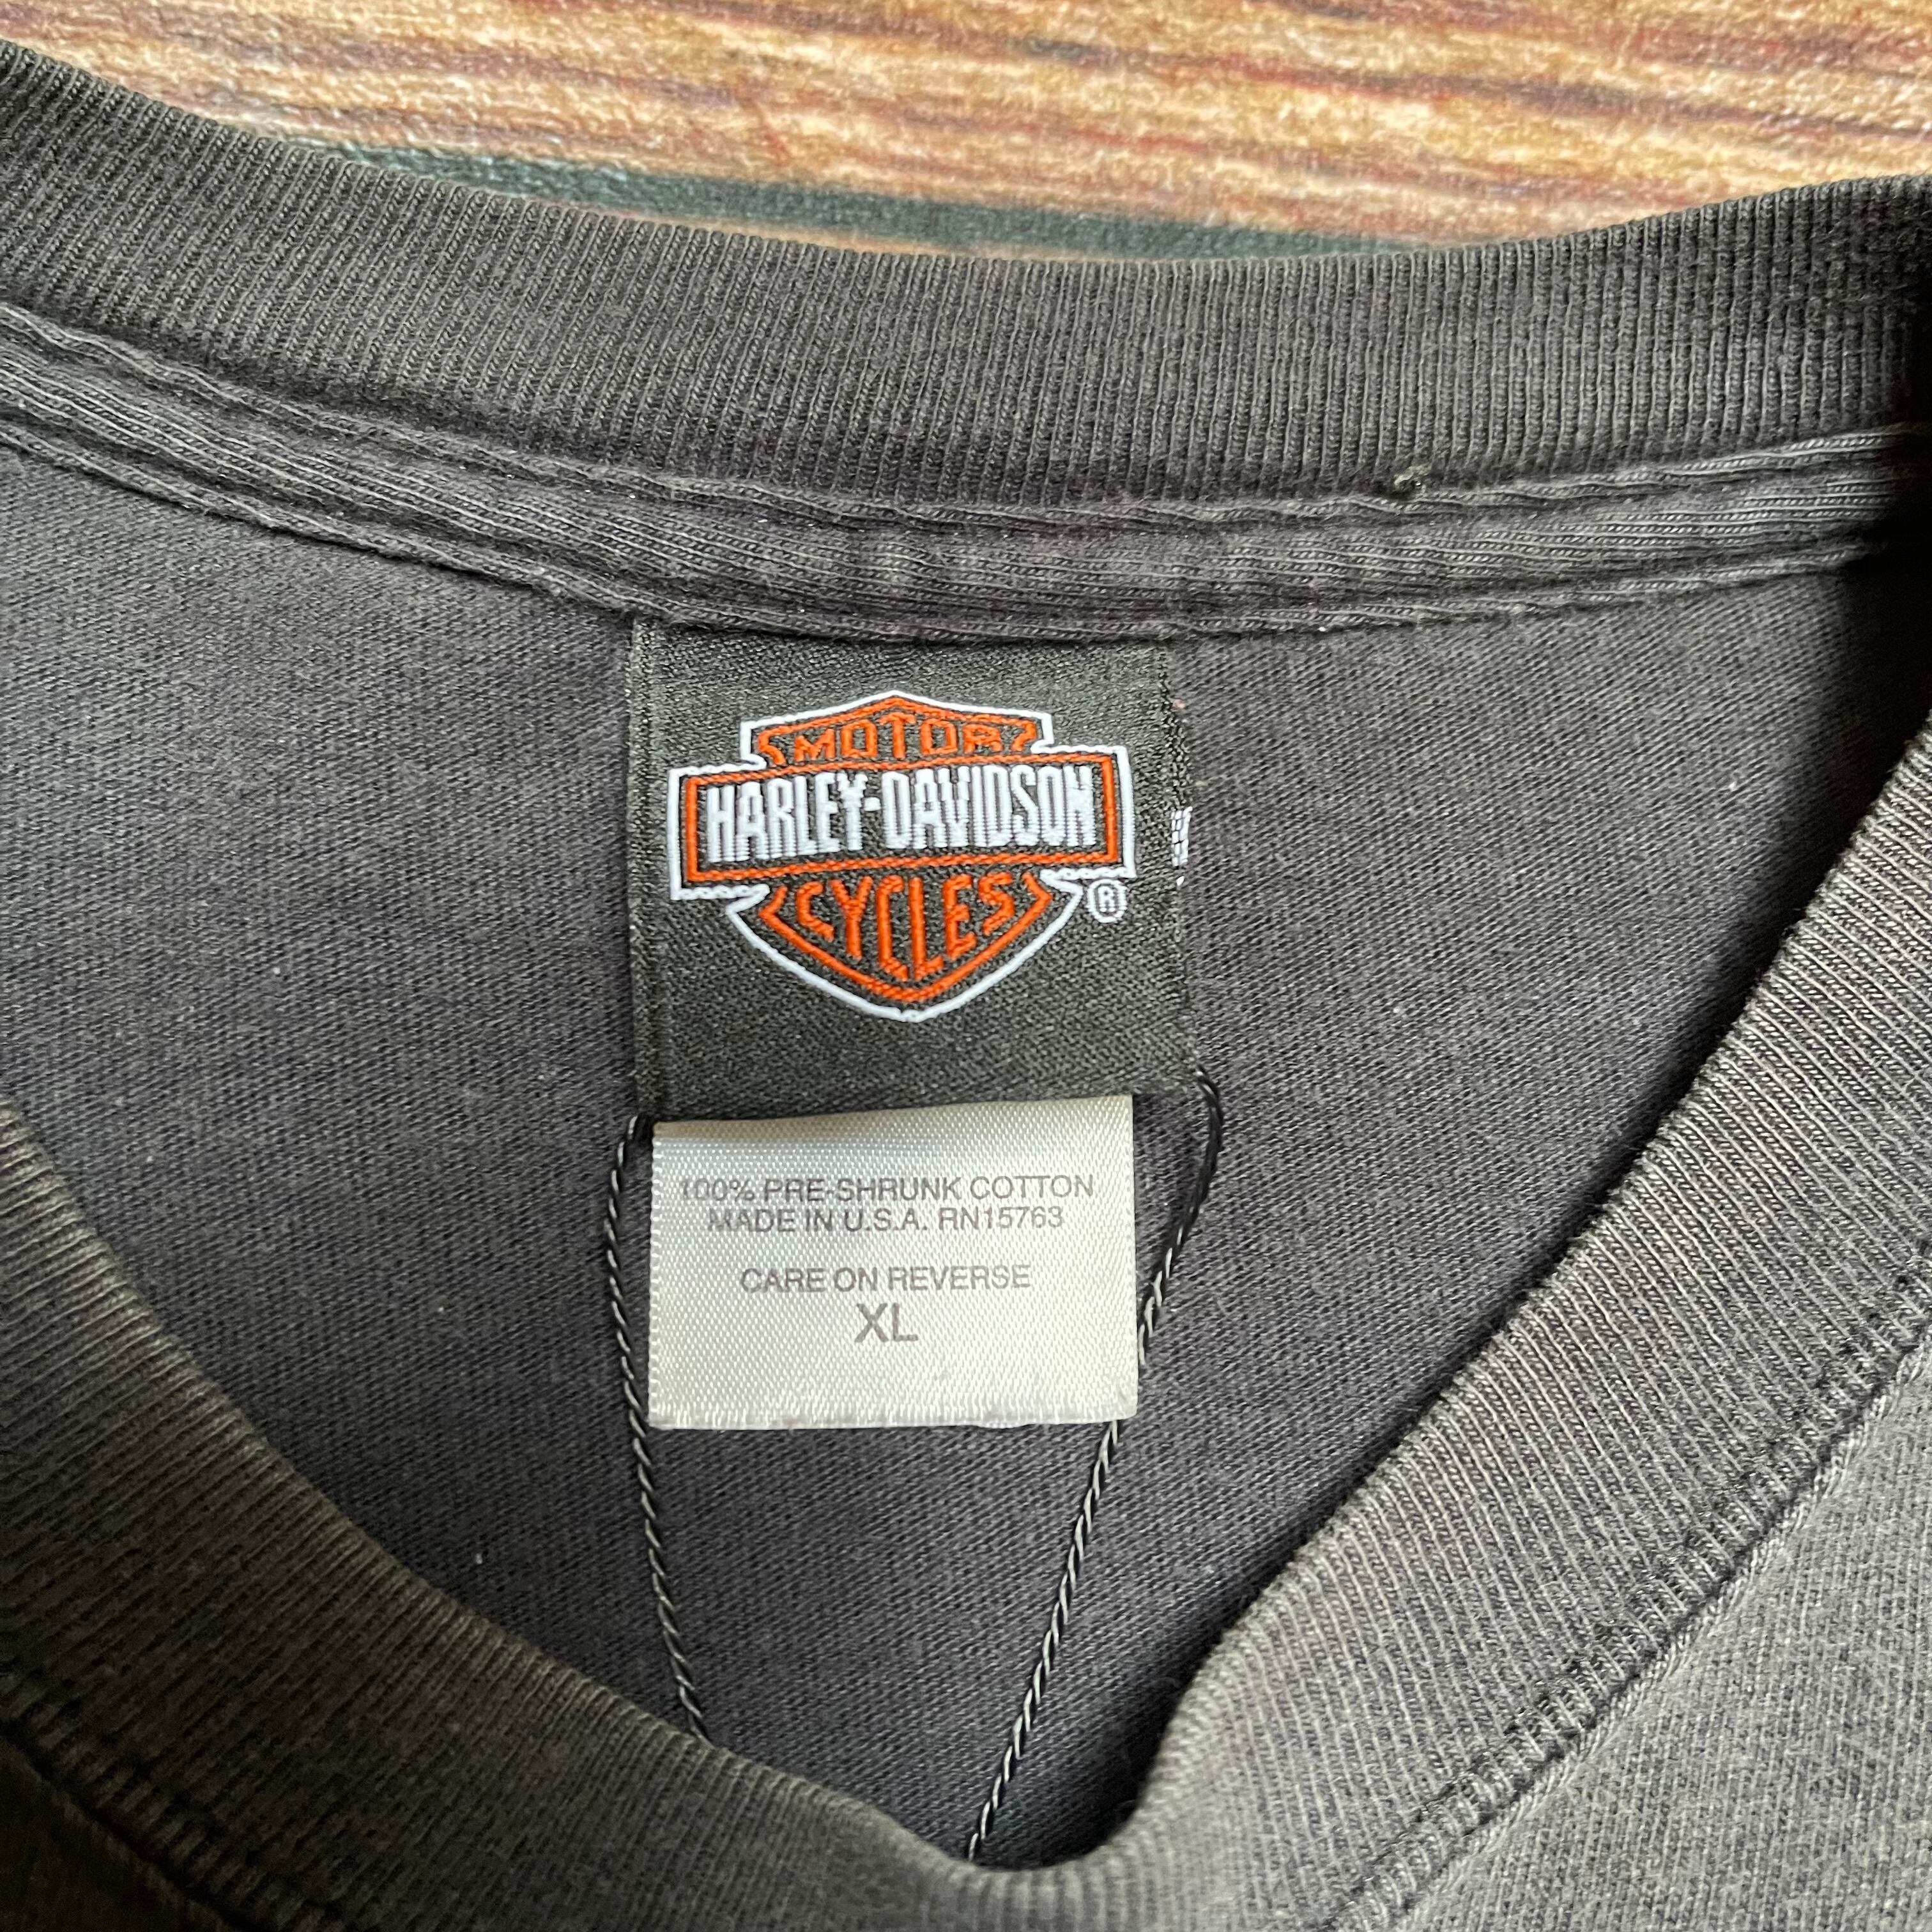 MOTOR
HARLEY-DAVIDSON
CYCLES
®
100% PRE-SHRUNK COTTON
MADE IN U.S.A. RN15763
CARE ON REVERSE
XL